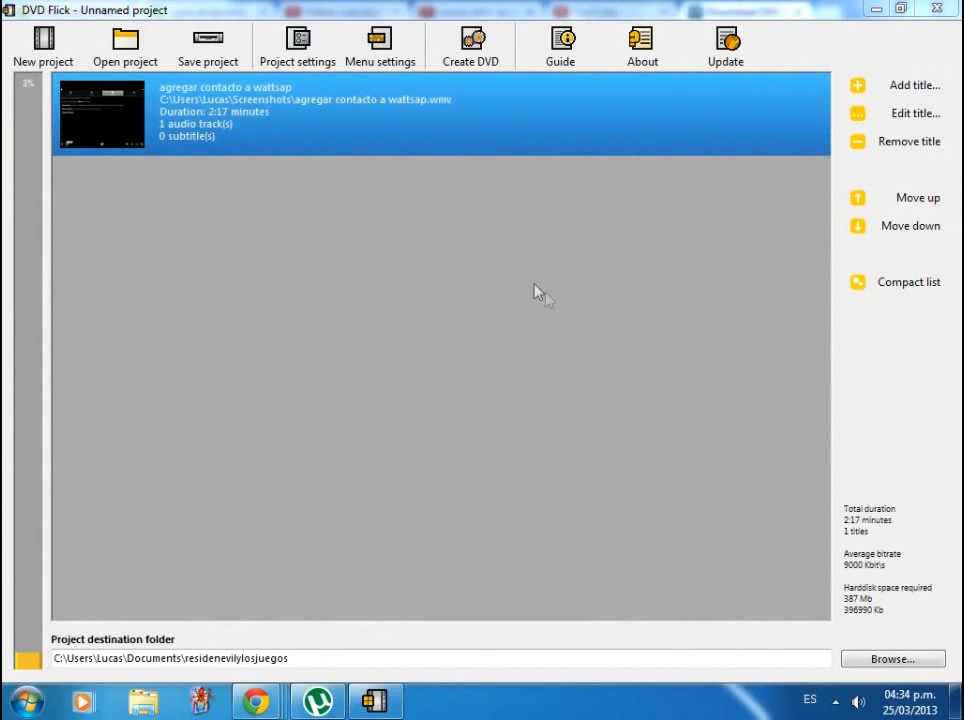 DVD Flick - Unnamed project
New project
Open project
Save project
Project settings
Menu settings
Create DVD
Guide
About
Update
3%
agregar contacto a wattsap
C:\Users\Lucas\Screenshots\agregar contacto a wattsap.wmv
Duration: 2:17 minutes
1 audio track(s)
0 subtitle(s)
Add title...
Edit title...
Remove title
Move up
Move down
Compact list
Total duration
2:17 minutes
1 titles
Average bitrate
9000 Kbit\s
Harddisk space required
387 Mb
396990 Kb
Project destination folder
C:\Users\Lucas\Documents\residenevilylosjuegos
Browse...
ES
04:34 p.m.
25/03/2013